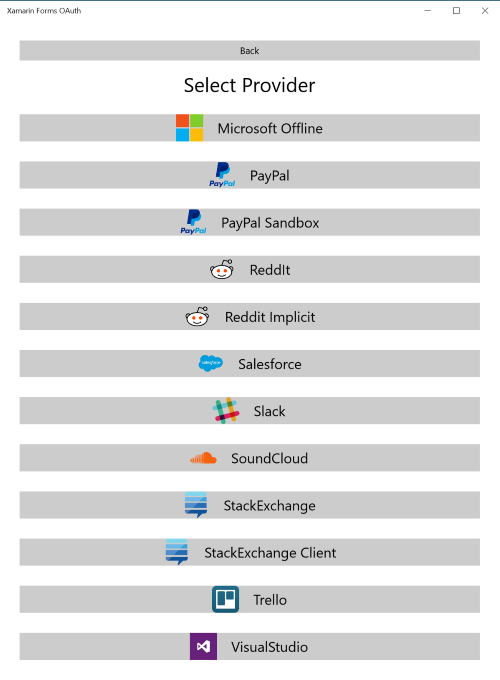 Xamarin Forms OAuth
Back
Select Provider
Microsoft Offline
PayPal PayPal
PayPal PayPal Sandbox
ReddIt
Reddit Implicit
salesforce Salesforce
Slack
SoundCloud
StackExchange
StackExchange Client
Trello
VisualStudio